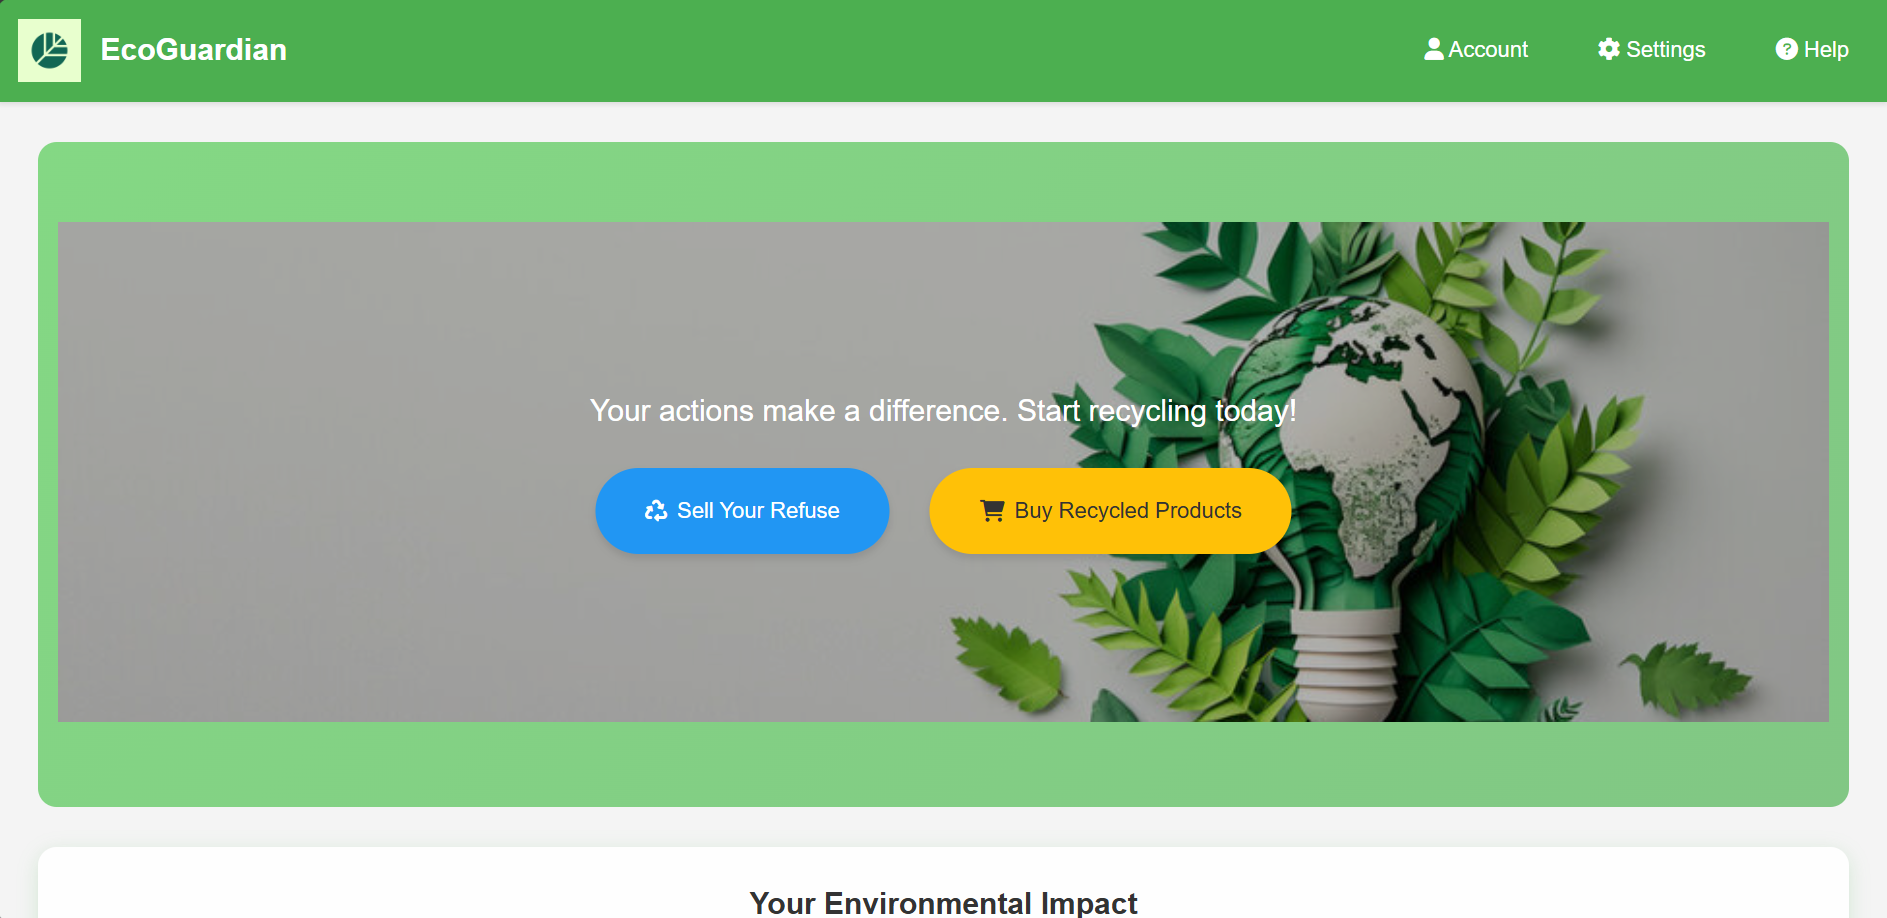 EcoGuardian
Account
Settings
Help
Your actions make a difference. Start recycling today!
Sell Your Refuse
Buy Recycled Products
Your Environmental Impact